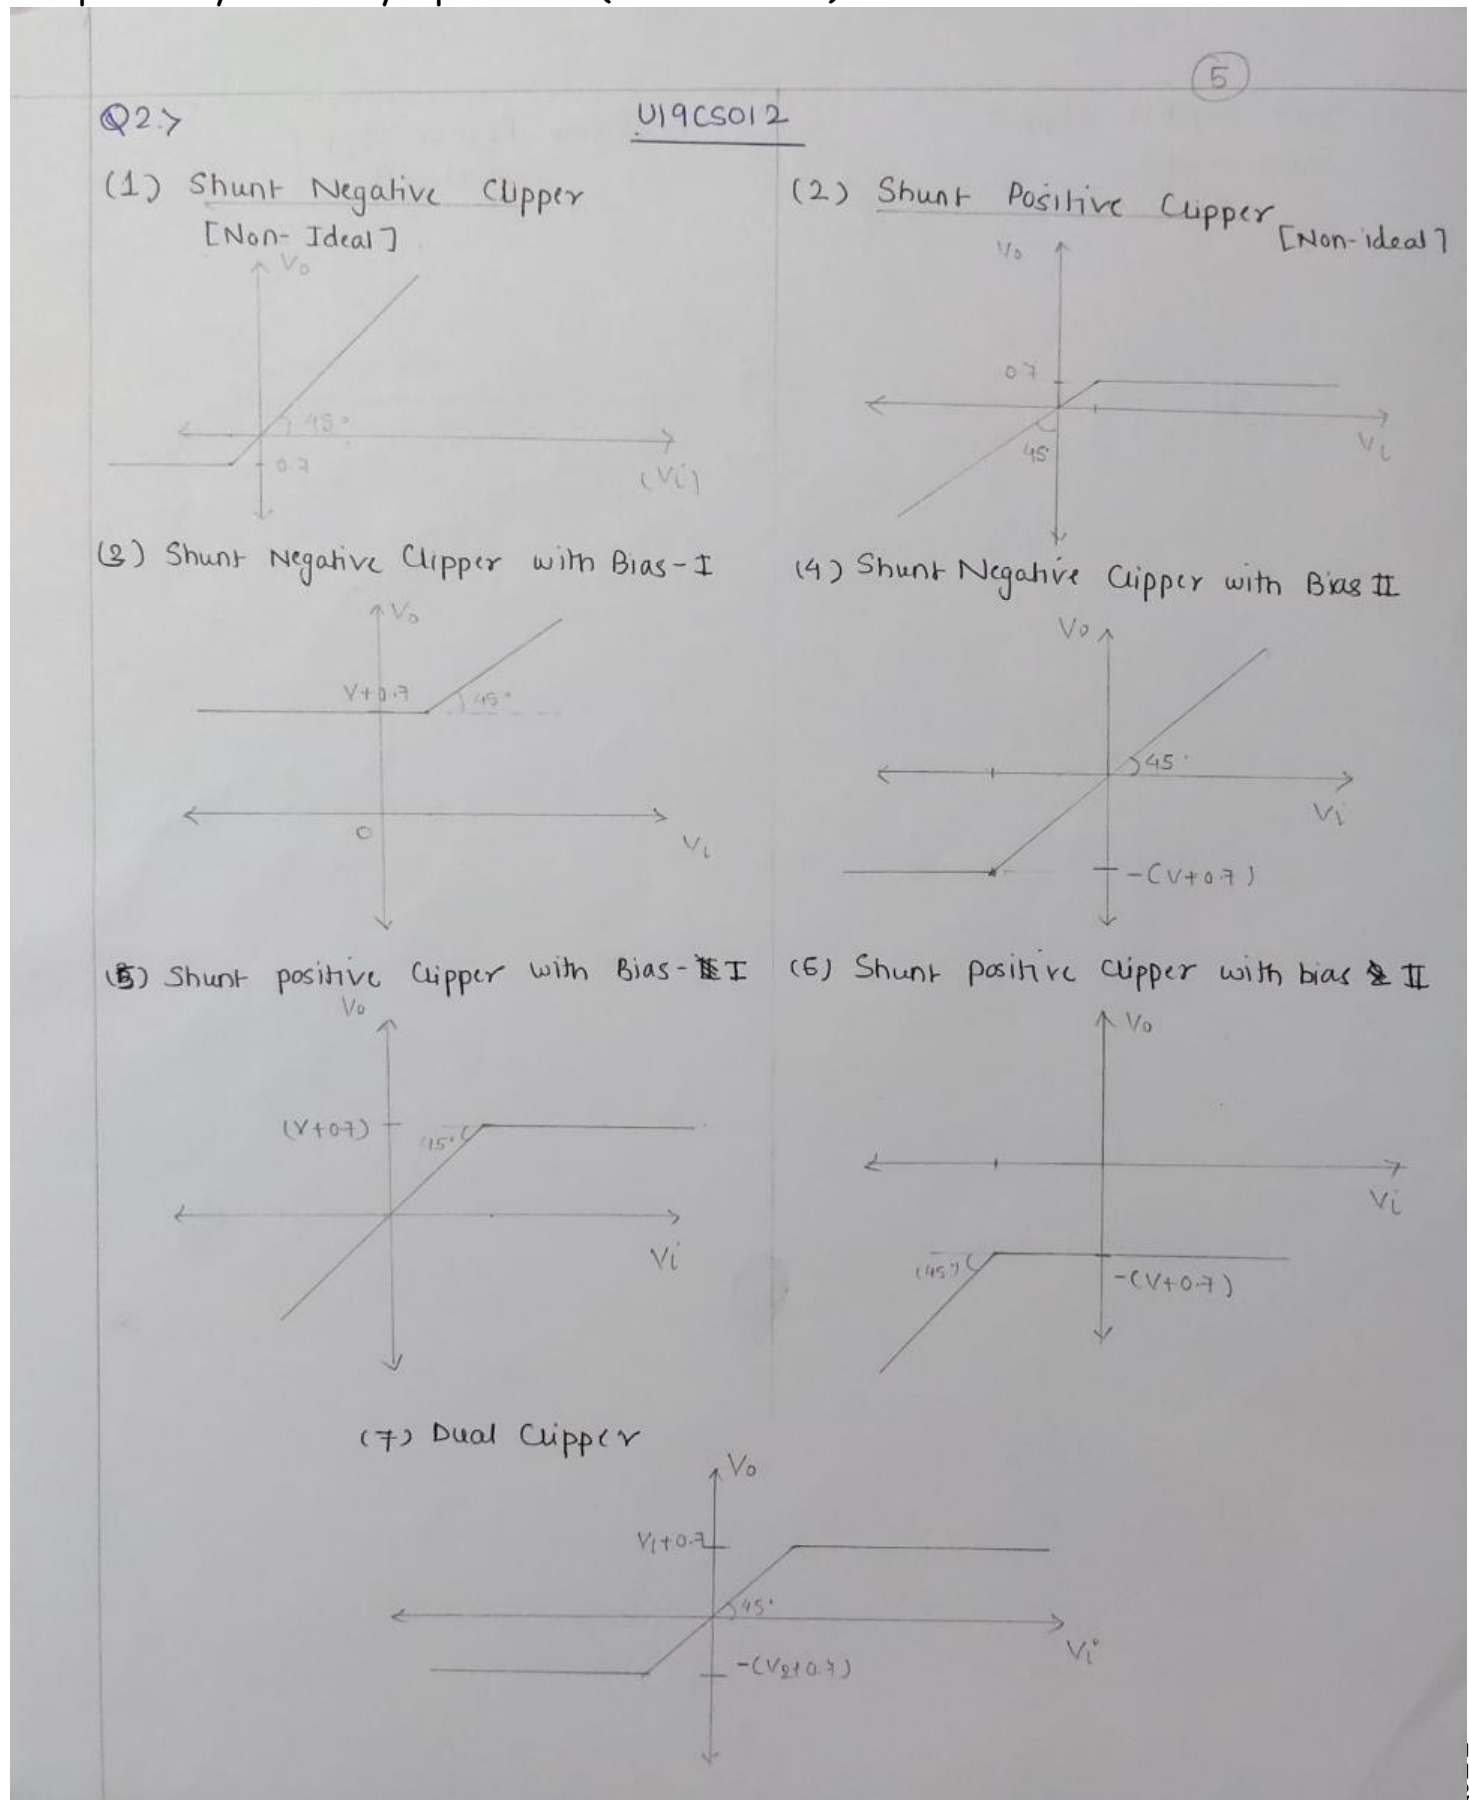 5
Q2.>
U19CS012
(1) Shunt Negative Clipper
[Non-Ideal]
Vo
45°
0.7
(Vi)
(2) Shunt Positive Clipper
[Non-ideal]
Vo
0.7
45°
Vi
(3) Shunt Negative Clipper with Bias-I
Vo
V+0.7
45°
0
Vi
(4) Shunt Negative Clipper with Bias II
Vo
45°
Vi
-(V+0.7)
(5) Shunt positive Clipper with Bias-I
Vo
(V+0.7)
45°
Vi
(6) Shunt positive clipper with bias II
Vo
Vi
(45°)
-(V+0.7)
(7) Dual Clipper
Vo
V1+0.7
45°
Vi
-(V2+0.7)